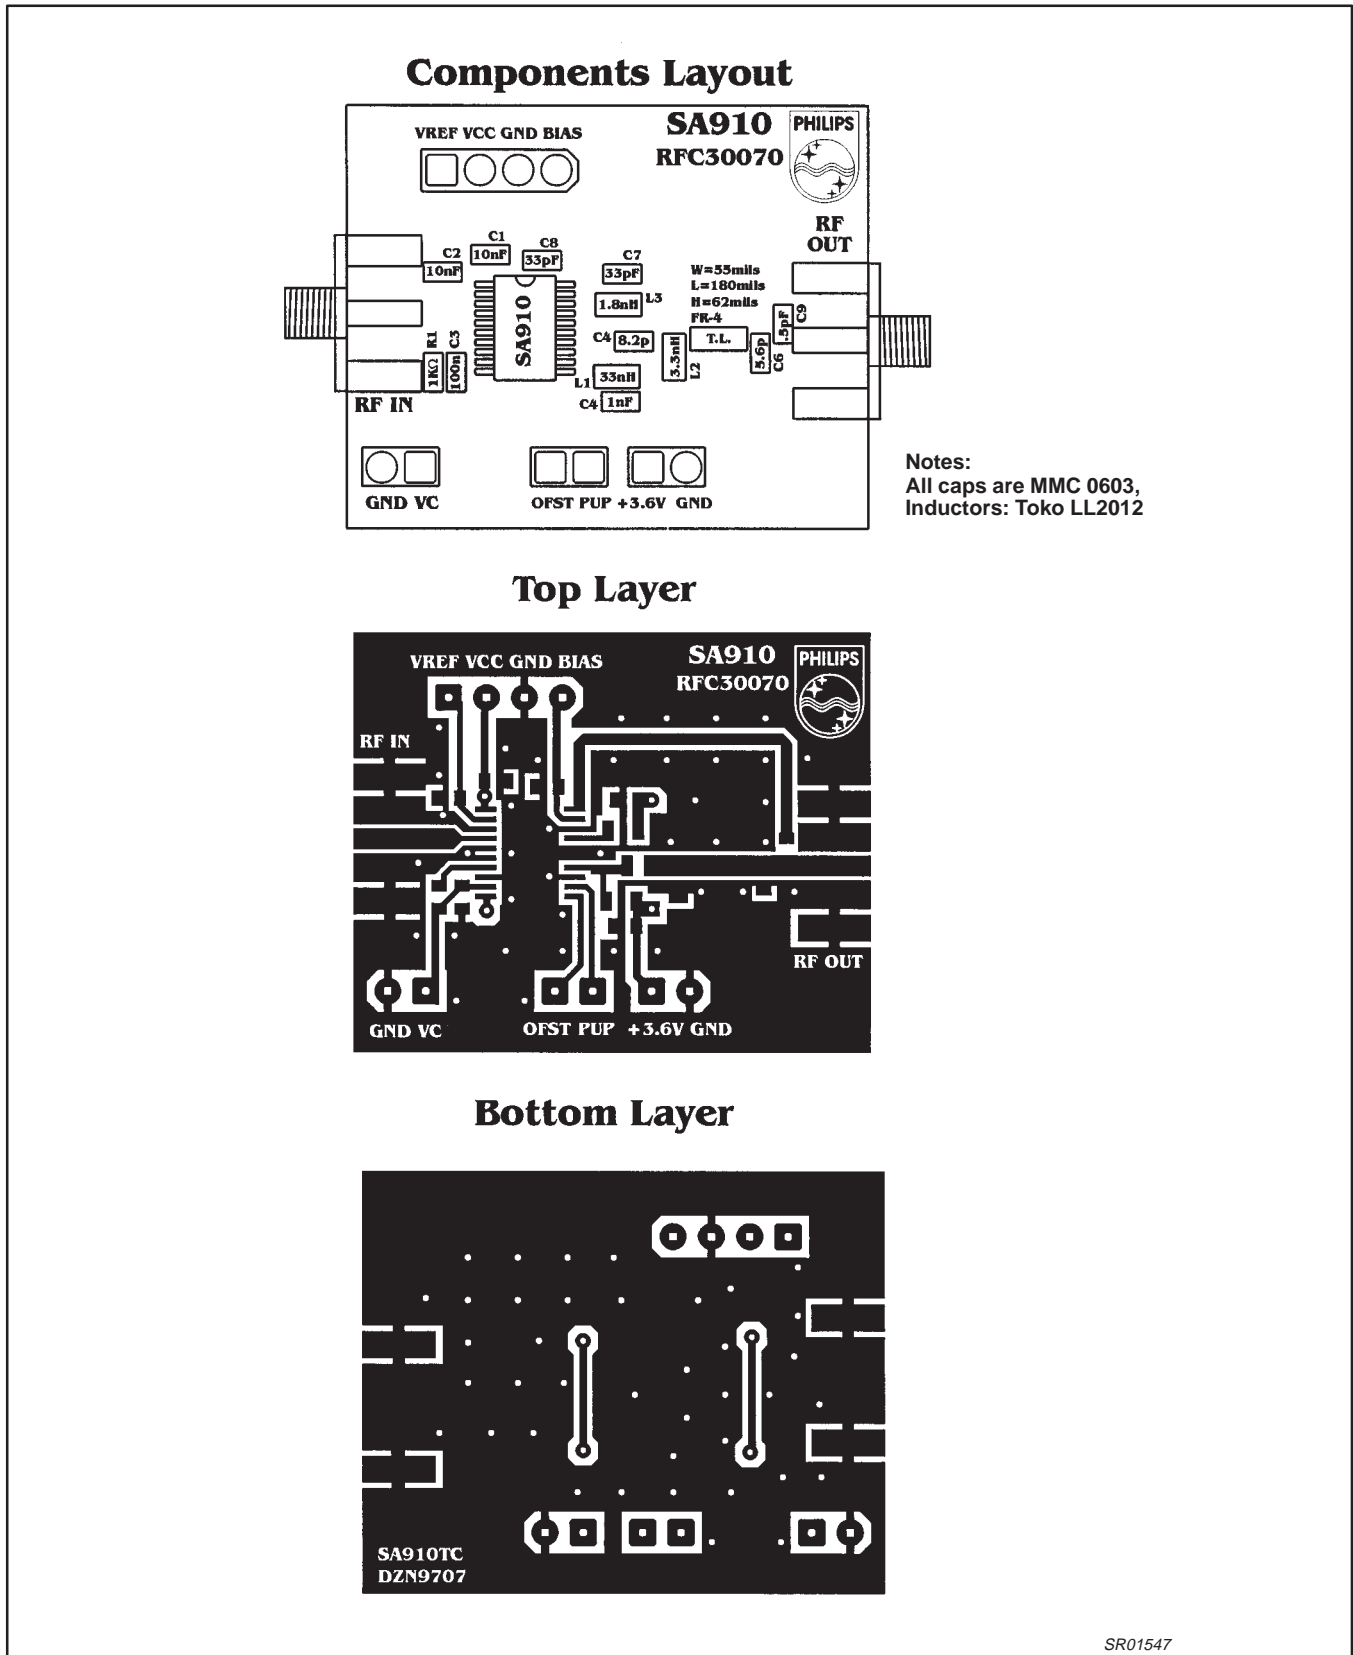 Components Layout
SA910
RFC30070
PHILIPS
VREF VCC GND BIAS
RF
OUT
C1
10nF
C2
10nF
C8
33pF
C7
33pF
1.8nH
L3
W=55mils
L=180mils
H=62mils
FR-4
T.L.
.5pF
C9
SA910
C4
8.2p
3.3nH
L2
5.6p
C6
R1
1KΩ
C3
100n
L1
33nH
C4
1nF
RF IN
GND VC
OFST PUP +3.6V GND
Notes:
All caps are MMC 0603,
Inductors: Toko LL2012
Top Layer
SA910
RFC30070
PHILIPS
VREF VCC GND BIAS
RF IN
RF OUT
GND VC
OFST PUP +3.6V GND
Bottom Layer
SA910TC
DZN9707
SR01547